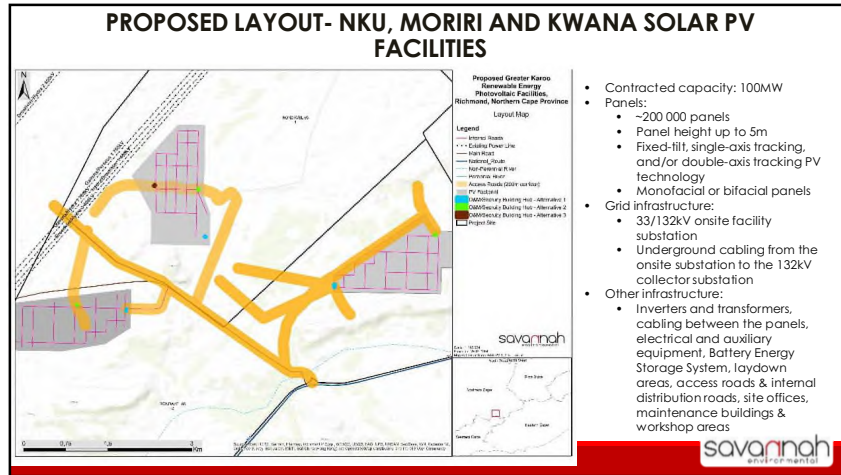 PROPOSED LAYOUT- NKU, MORIRI AND KWANA SOLAR PV
FACILITIES
N
Proposed Greater Karoo
Renewable Energy
Photovoltaic Facilities,
Richmond, Northern Cape Province
Layout Map
Legend
Internal Roads
Existing Power Line
Main Road
National_Route
Non-Perennial River
Perennial River
Access Roads (200m corridor)
PV Footprint
O&M/Security Building Hub - Alternative 1
O&M/Security Building Hub - Alternative 2
O&M/Security Building Hub - Alternative 3
Project Site
savannah
environmental
0
3
Km
• Contracted capacity: 100MW
• Panels:
• ~200 000 panels
• Panel height up to 5m
• Fixed-tilt, single-axis tracking,
and/or double-axis tracking PV
technology
• Monofacial or bifacial panels
• Grid infrastructure:
• 33/132kV onsite facility
substation
• Underground cabling from the
onsite substation to the 132kV
collector substation
• Other infrastructure:
• Inverters and transformers,
cabling between the panels,
electrical and auxiliary
equipment, Battery Energy
Storage System, laydown
areas, access roads & internal
distribution roads, site offices,
maintenance buildings &
workshop areas
savannah
environmental